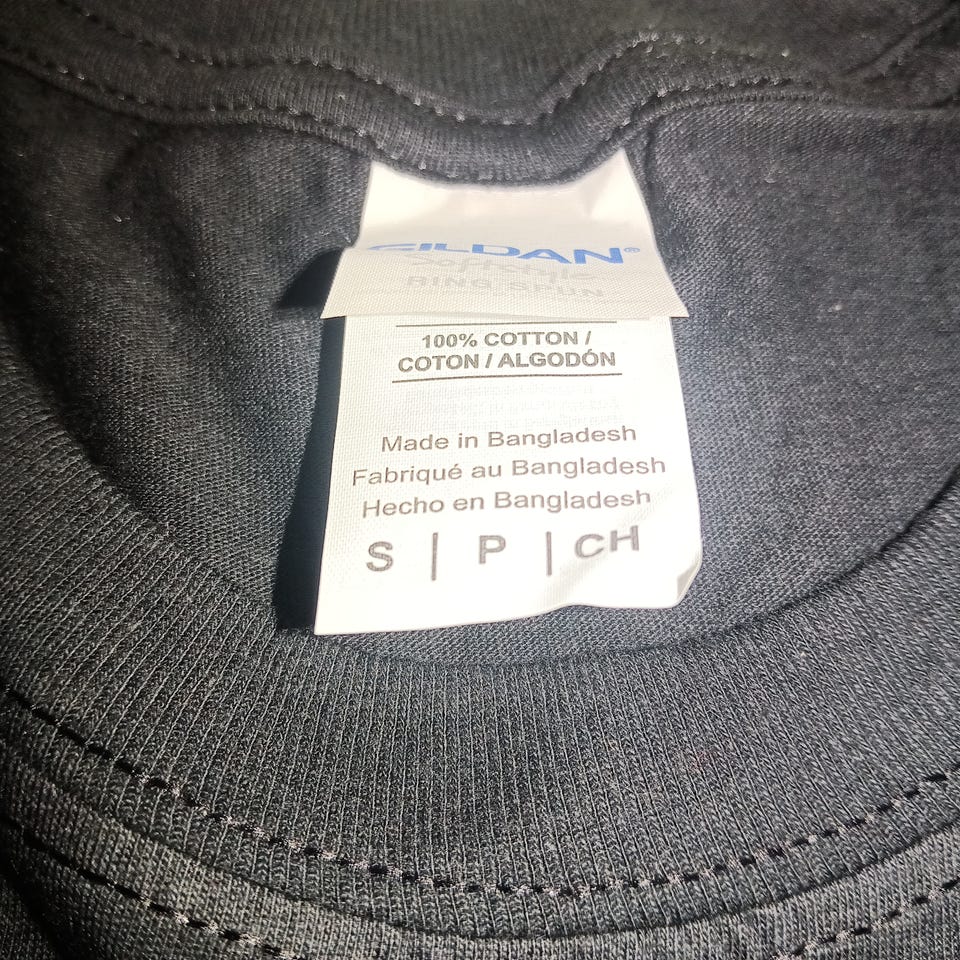 GILDAN®
RING SPUN
100% COTTON /
COTON / ALGODÓN
Made in Bangladesh
Fabriqué au Bangladesh
Hecho en Bangladesh
S | P | CH